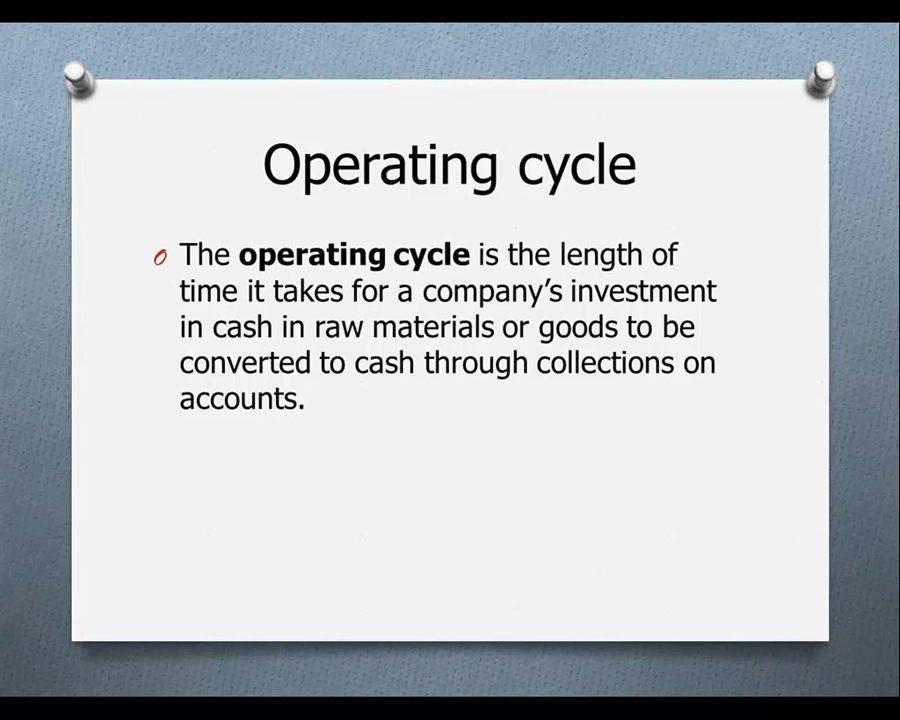 Operating cycle
The operating cycle is the length of
time it takes for a company’s investment
in cash in raw materials or goods to be
converted to cash through collections on
accounts.